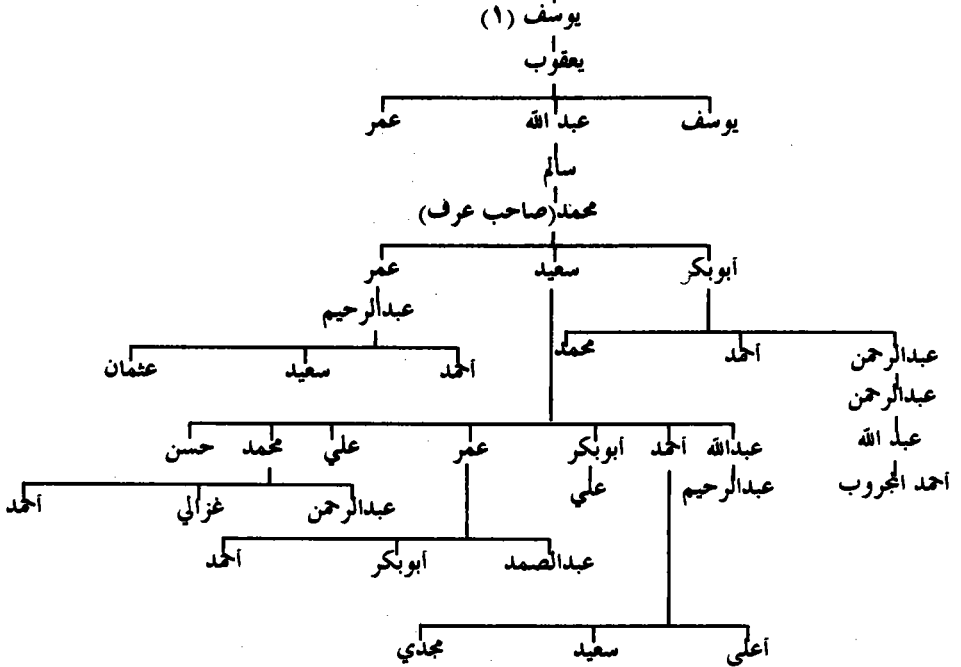 يوسف (١)
يعقوب
يوسف عبد الله عمر
سالم
محمد (صاحب عرف)
أبوبكر سعيد عمر
عبدالرحيم
عبدالرحمن أحمد محمد أحمد سعيد عثمان
عبدالرحمن
عبدالله أحمد أبوبكر عمر علي محمد حسن عبد الله
أحمد المجروب عبدالرحيم علي عبدالرحمن غزالي أحمد
عبدالصمد أبوبكر أحمد
أعلى سعيد مجذي